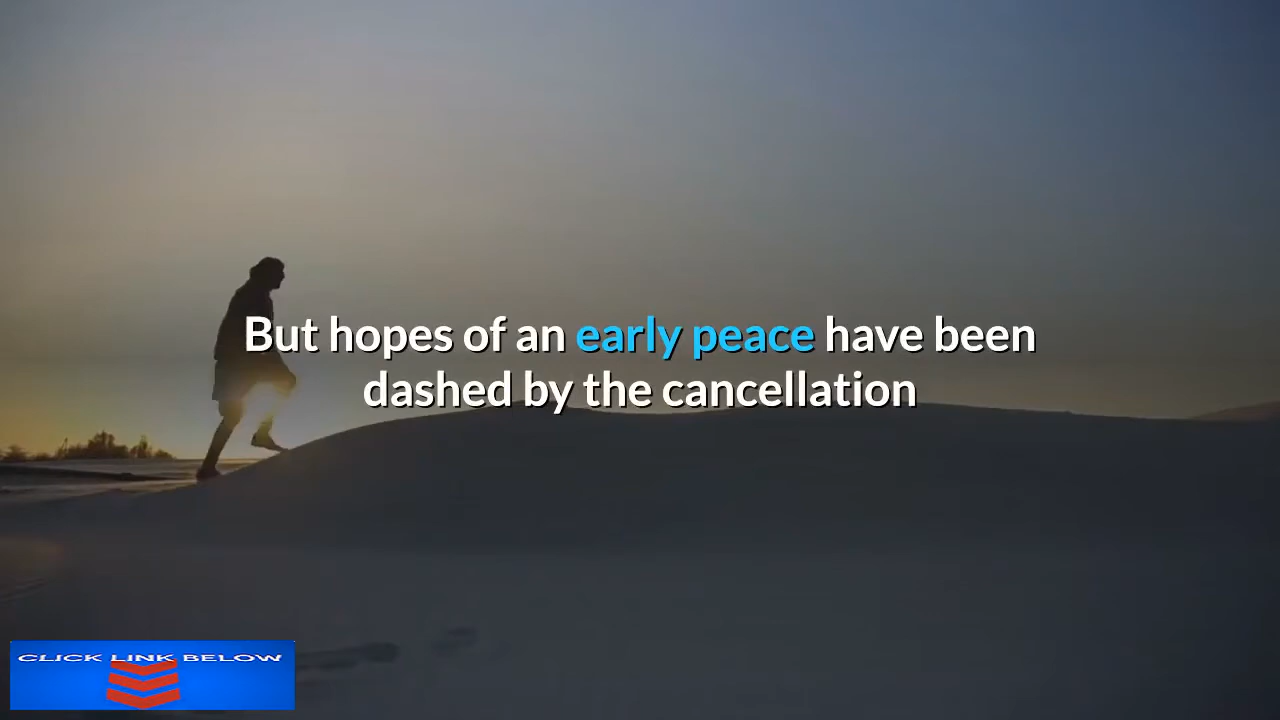 But hopes of an early peace have been
dashed by the cancellation
CLICK LINK BELOW